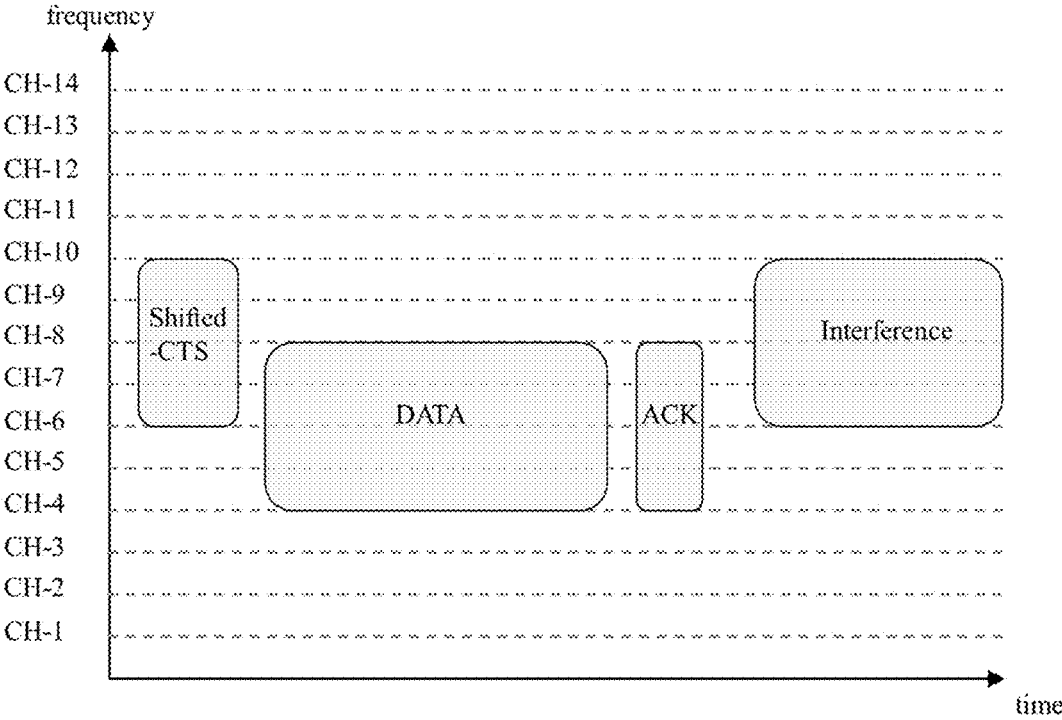 frequency
CH-14
CH-13
CH-12
CH-11
CH-10
CH-9
CH-8
CH-7
CH-6
CH-5
CH-4
CH-3
CH-2
CH-1
Shifted
-CTS
DATA
ACK
Interference
time